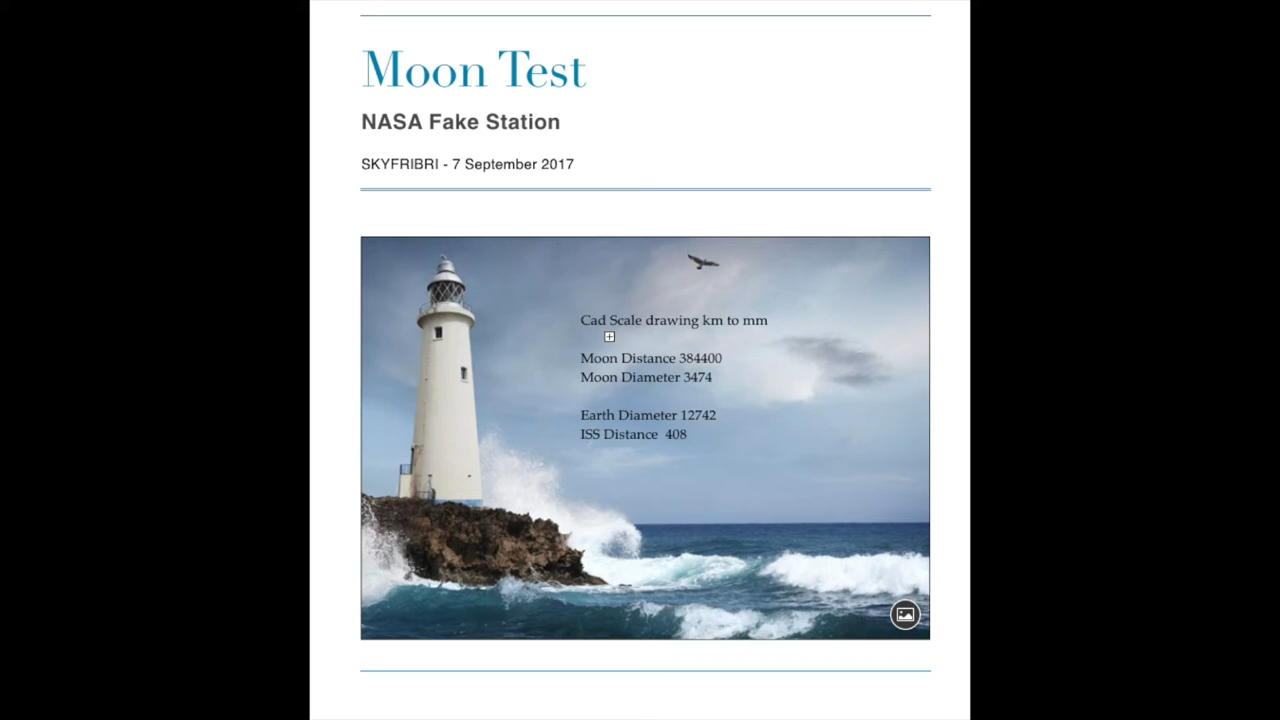 Moon Test
NASA Fake Station
SKYFRIBRI - 7 September 2017
Cad Scale drawing km to mm
Moon Distance 384400
Moon Diameter 3474
Earth Diameter 12742
ISS Distance 408